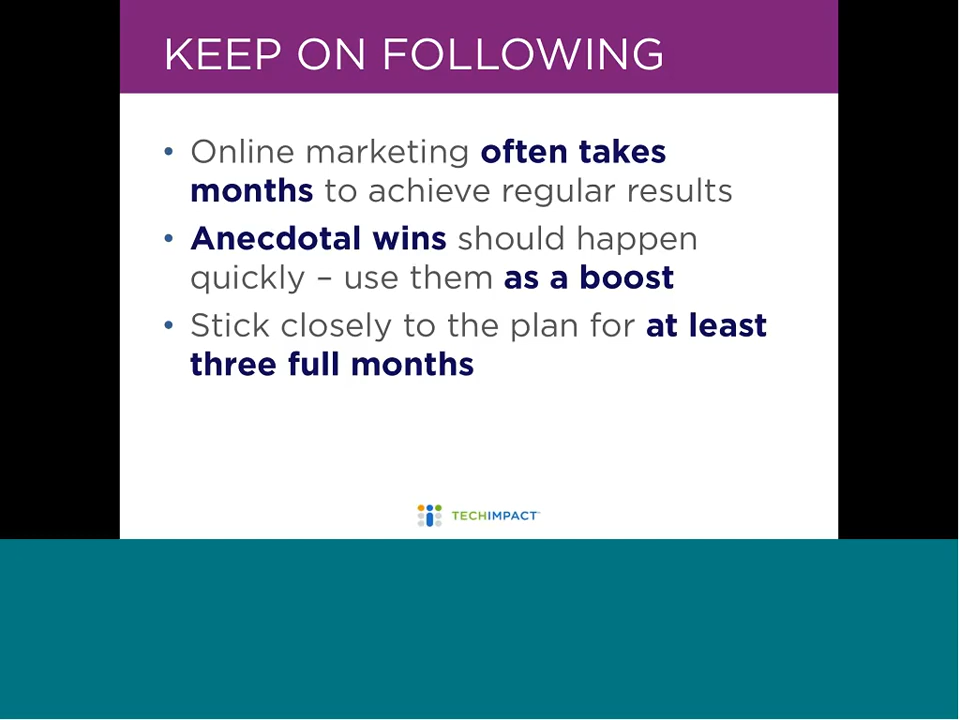 KEEP ON FOLLOWING
• Online marketing often takes
months to achieve regular results
• Anecdotal wins should happen
quickly – use them as a boost
• Stick closely to the plan for at least
three full months
TECHIMPACT™